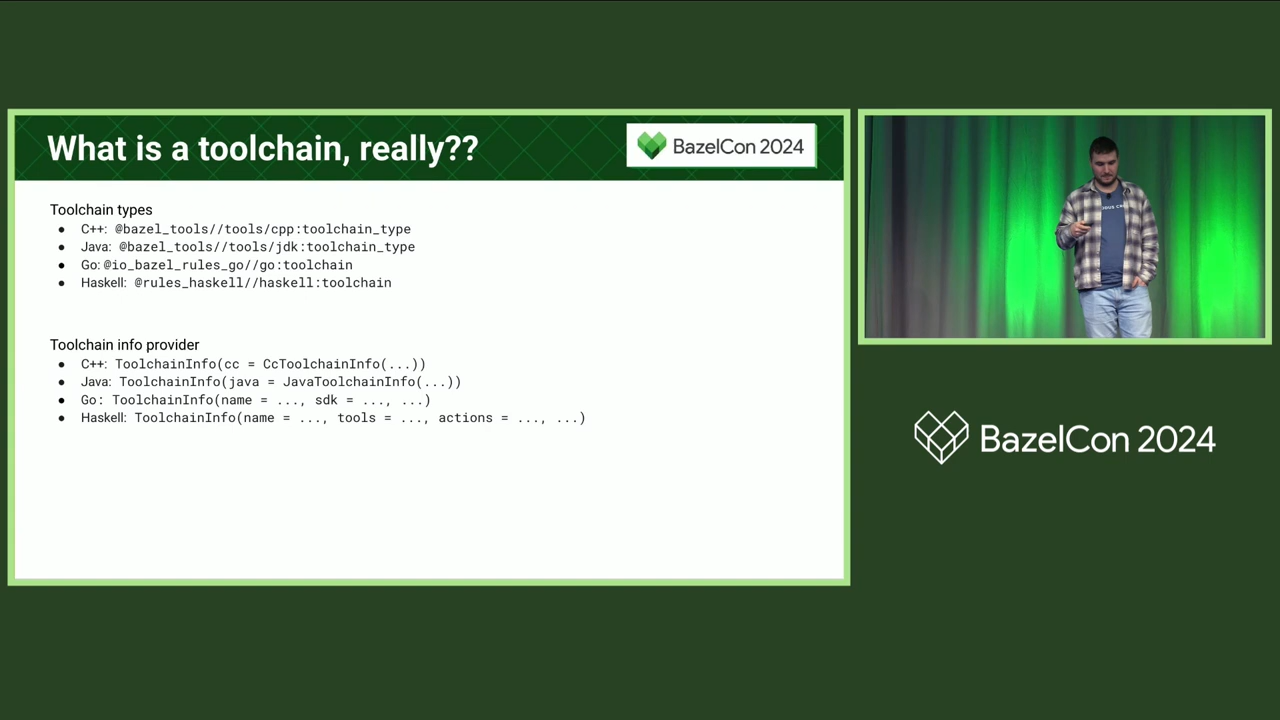 What is a toolchain, really??
BazelCon 2024
Toolchain types
● C++: @bazel_tools//tools/cpp:toolchain_type
● Java: @bazel_tools//tools/jdk:toolchain_type
● Go: @io_bazel_rules_go//go:toolchain
● Haskell: @rules_haskell//haskell:toolchain
Toolchain info provider
● C++: ToolchainInfo(cc = CcToolchainInfo(...))
● Java: ToolchainInfo(java = JavaToolchainInfo(...))
● Go: ToolchainInfo(name = ..., sdk = ..., ...)
● Haskell: ToolchainInfo(name = ..., tools = ..., actions = ..., ...)
BazelCon 2024